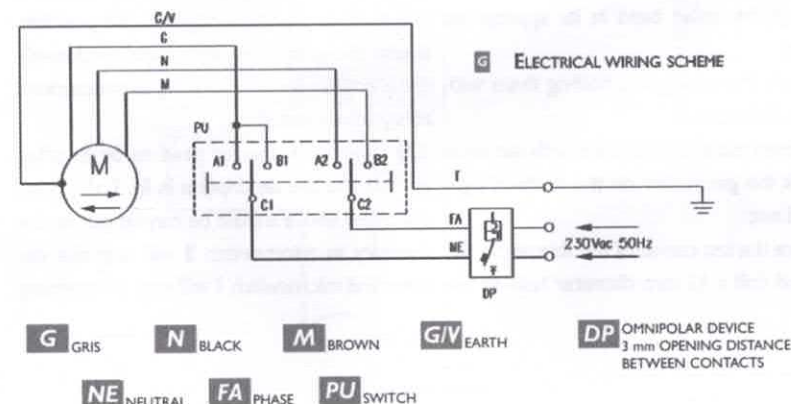 G/V
G
N
M
G ELECTRICAL WIRING SCHEME
PU
A1 B1 A2 B2
M
C1 C2
T
FA
NE
230Vac 50Hz
DP
G GRIS N BLACK M BROWN G/V EARTH DP OMNIPOLAR DEVICE
3 mm OPENING DISTANCE
BETWEEN CONTACTS
NE NEUTRAL FA PHASE PU SWITCH